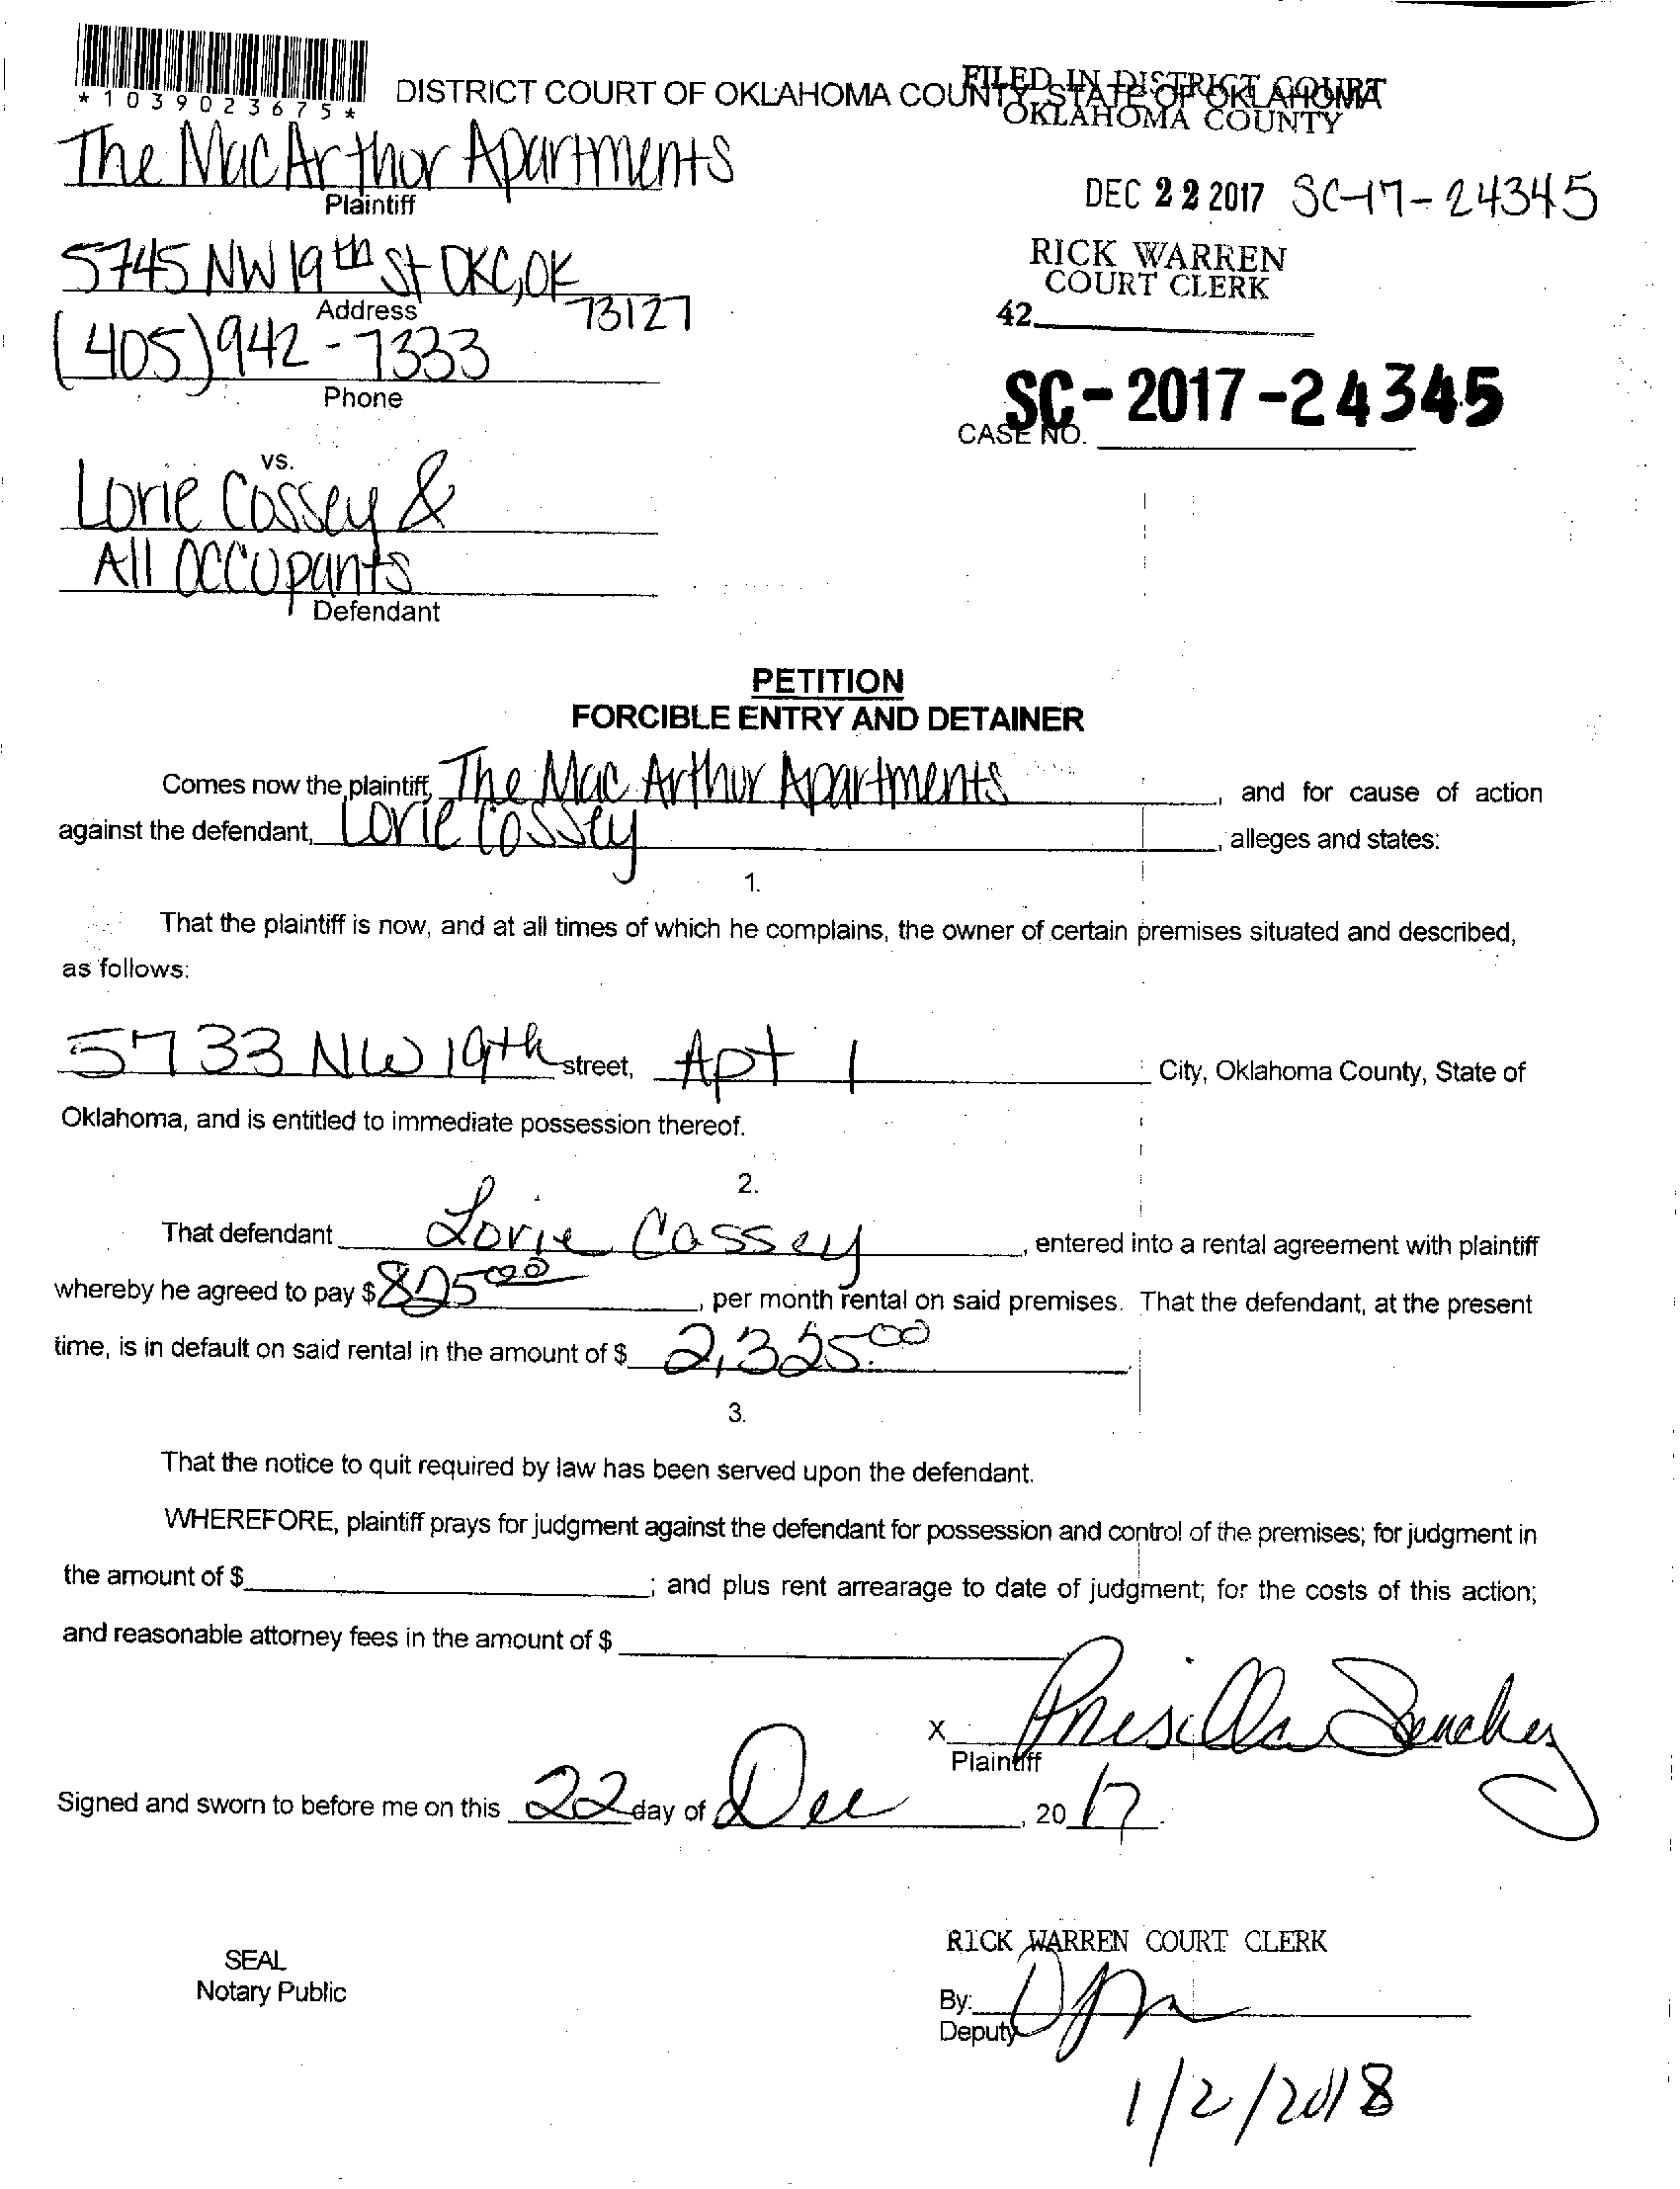 *1039023675*
DISTRICT COURT OF OKLAHOMA COUNTY, STATE OF OKLAHOMA
FILED IN DISTRICT COURT
OKLAHOMA COUNTY
The MacArthur Apartments
Plaintiff
DEC 22 2017 SC-17-24345
5745 NW 19th St OKC, OK 73127
Address
RICK WARREN
COURT CLERK
42
(405) 942-7333
Phone
SC-2017-24345
CASE NO.
vs.
Lorie Cossey &
All Occupants
Defendant
PETITION
FORCIBLE ENTRY AND DETAINER
Comes now the plaintiff, The MacArthur Apartments, and for cause of action
against the defendant, Lorie Cossey, alleges and states:
1.
That the plaintiff is now, and at all times of which he complains, the owner of certain premises situated and described,
as follows:
5733 NW 19th street, Apt 1 City, Oklahoma County, State of
Oklahoma, and is entitled to immediate possession thereof.
2.
That defendant Lorie Cossey, entered into a rental agreement with plaintiff
whereby he agreed to pay $ 825.00, per month rental on said premises. That the defendant, at the present
time, is in default on said rental in the amount of $ 2,325.00
3.
That the notice to quit required by law has been served upon the defendant.
WHEREFORE, plaintiff prays for judgment against the defendant for possession and control of the premises; for judgment in
the amount of $ ; and plus rent arrearage to date of judgment; for the costs of this action;
and reasonable attorney fees in the amount of $
X Prisilla Sanchez
Plaintiff
Signed and sworn to before me on this 22 day of Dec, 2017.
SEAL
Notary Public
RICK WARREN COURT CLERK
By:
Deputy
1/2/2018